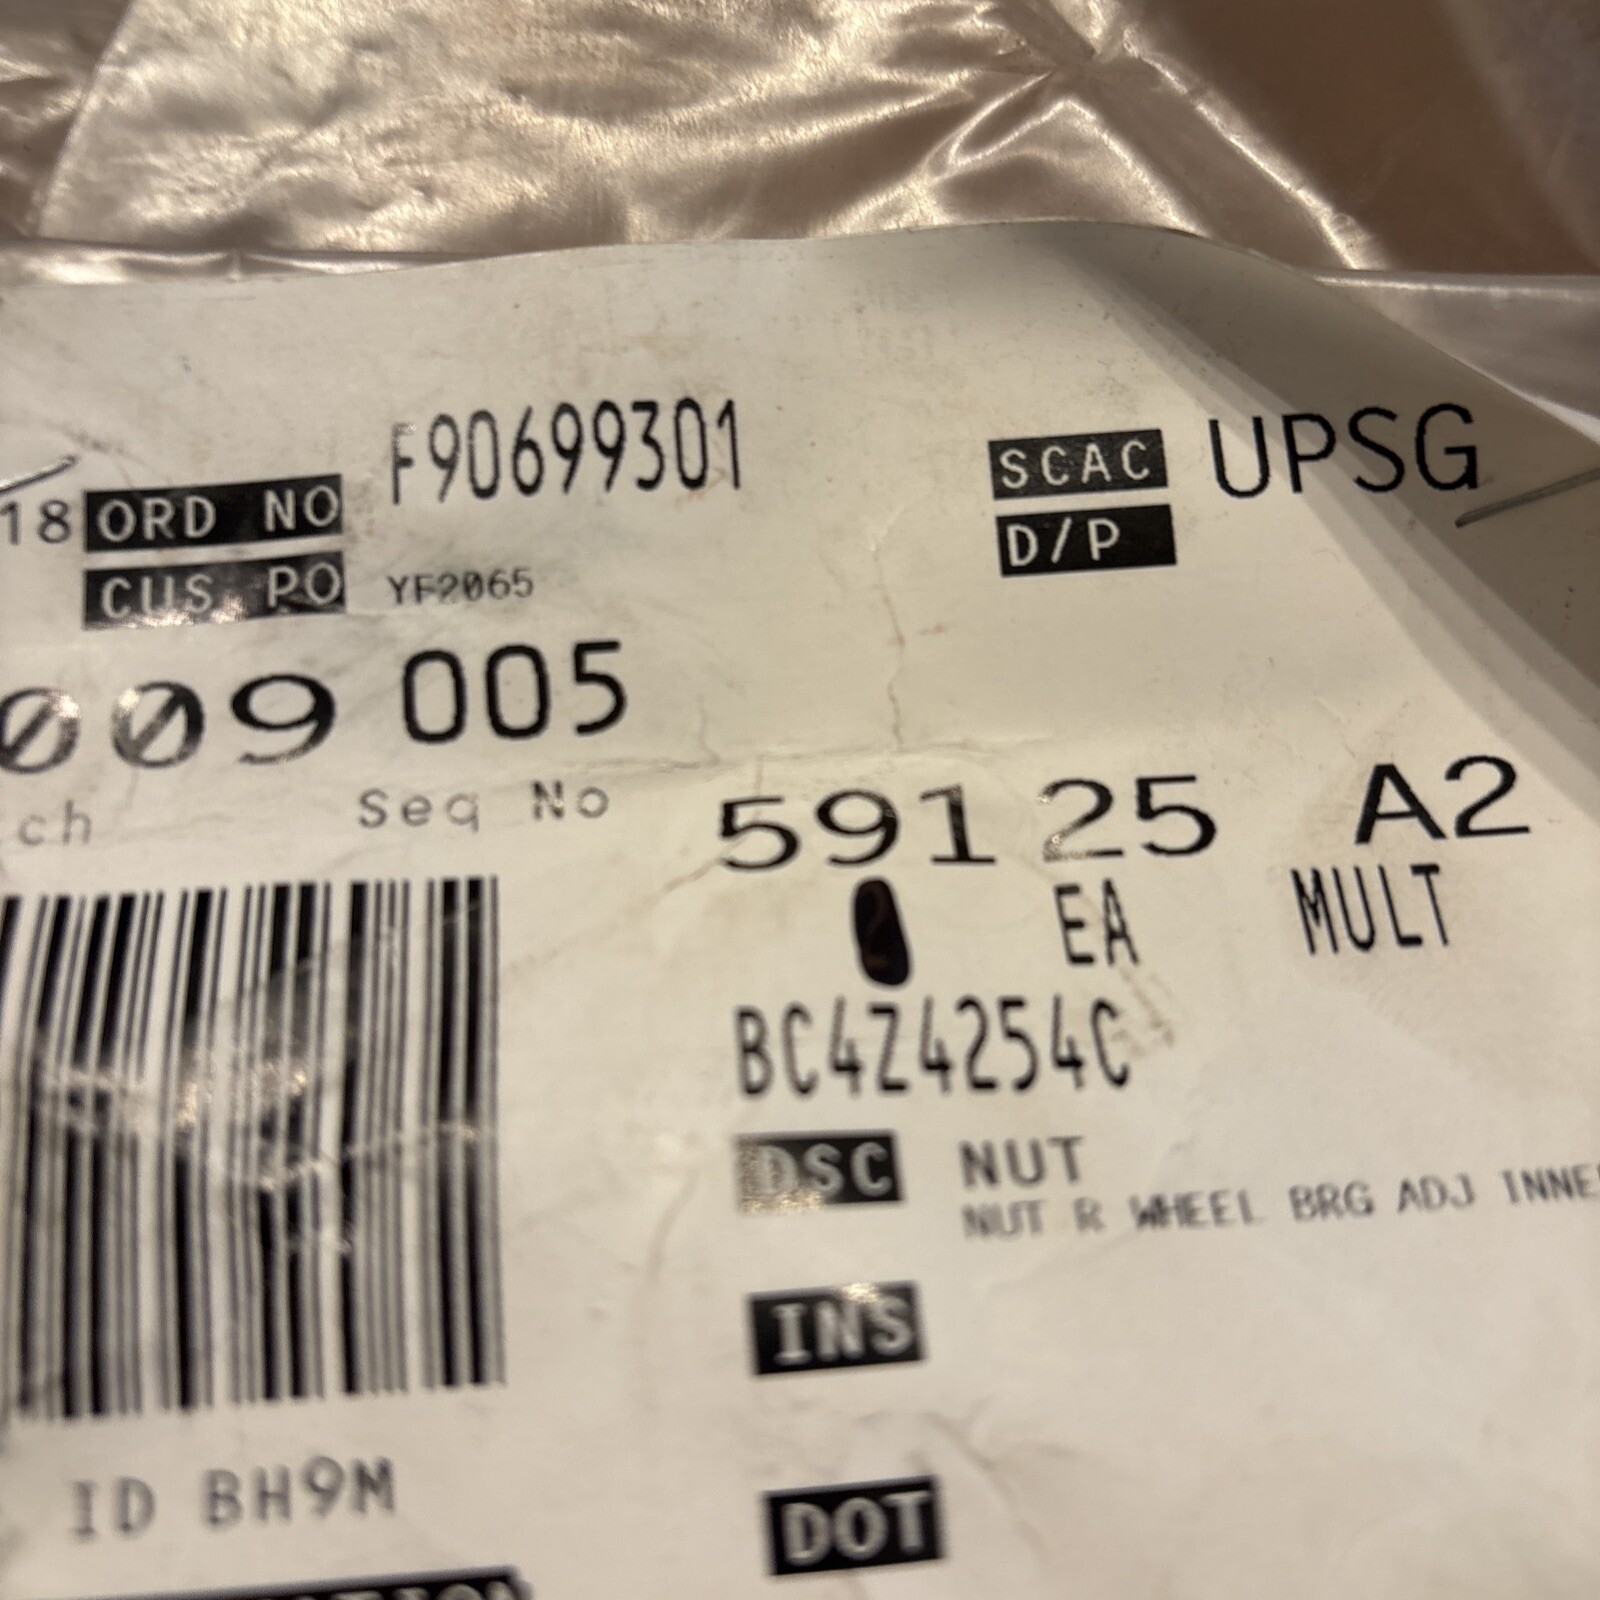 18 ORD NO F90699301
CUS PO YF2065
SCAC UPSG
D/P
009 005
ch Seq No
591 25 A2
EA MULT
BC4Z4254C
DSC NUT
NUT R WHEEL BRG ADJ INNE
INS
ID BH9M
DOT